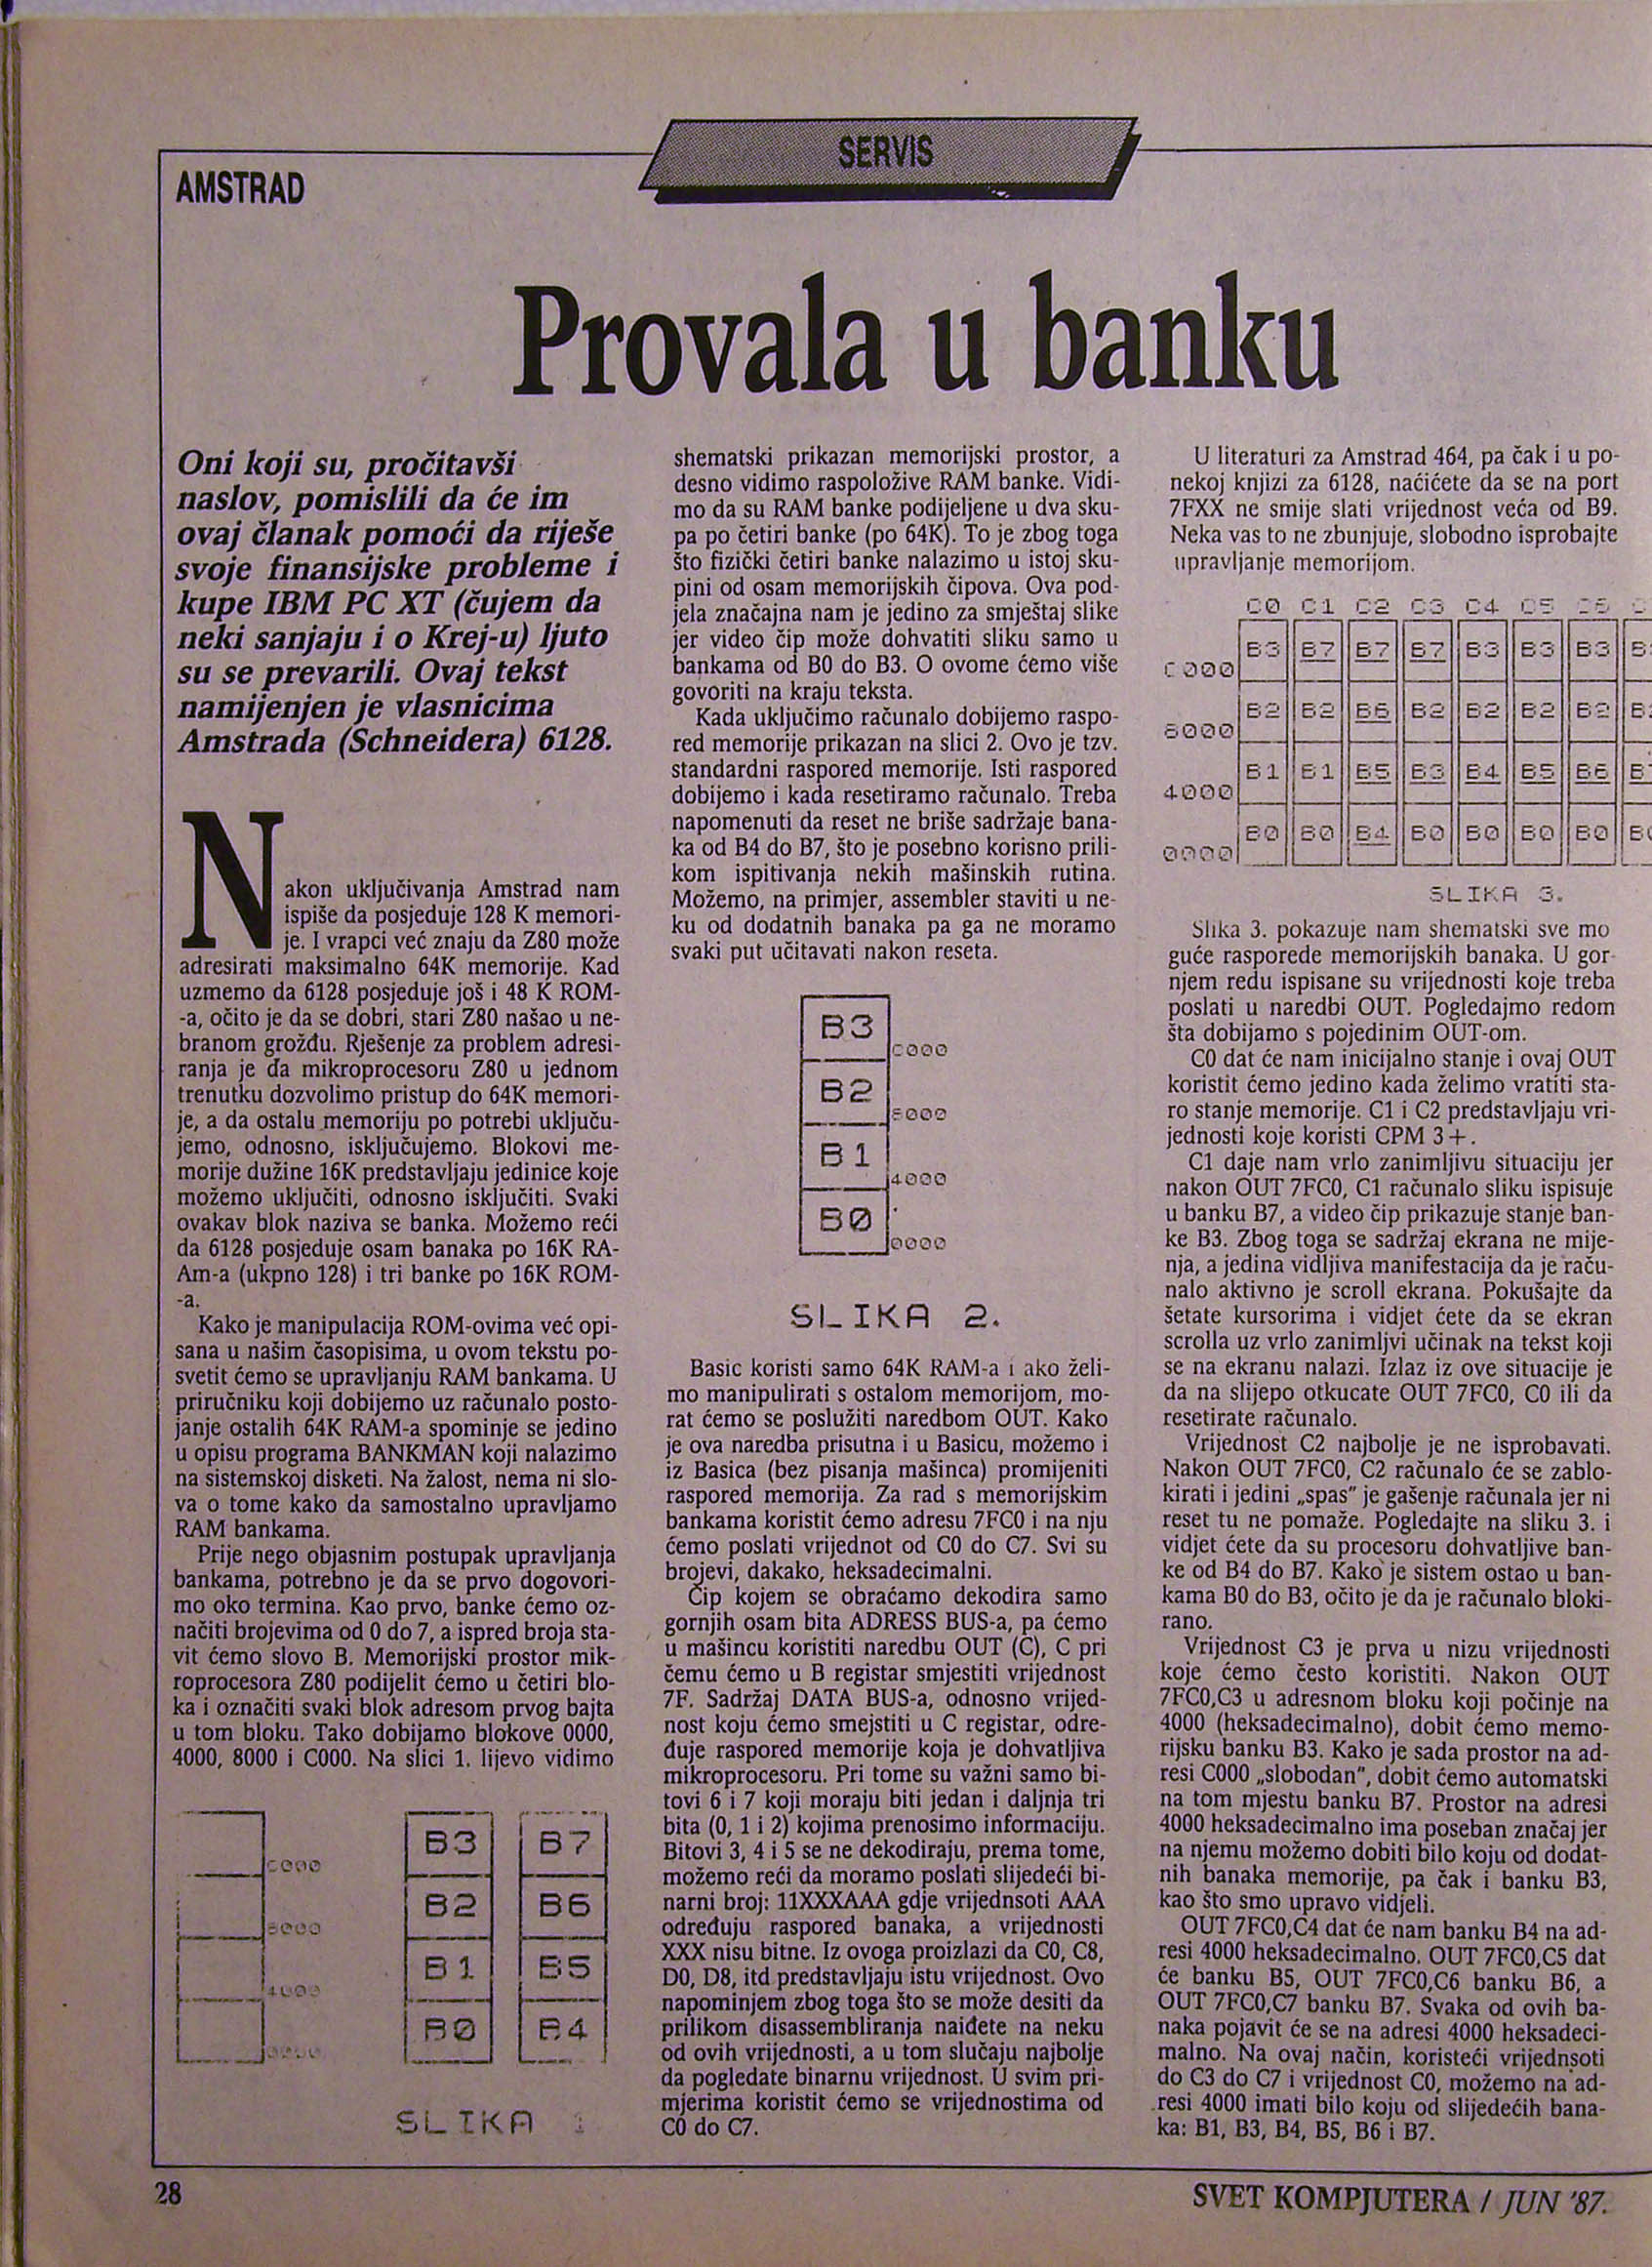 SERVIS
AMSTRAD
Provala u banku
Oni koji su, pročitavši
naslov, pomislili da će im
ovaj članak pomoći da riješe
svoje finansijske probleme i
kupe IBM PC XT (čujem da
neki sanjaju i o Krej-u) ljuto
su se prevarili. Ovaj tekst
namijenjen je vlasnicima
Amstrada (Schneidera) 6128.
Nakon uključivanja Amstrad nam
ispiše da posjeduje 128 K memori-
je. I vrapci već znaju da Z80 može
adresirati maksimalno 64K memorije. Kad
uzmemo da 6128 posjeduje još i 48 K ROM-
-a, očito je da se dobri, stari Z80 našao u ne-
branom grožđu. Rješenje za problem adresi-
ranja je da mikroprocesoru Z80 u jednom
trenutku dozvolimo pristup do 64K memori-
je, a da ostalu memoriju po potrebi uključu-
jemo, odnosno, isključujemo. Blokovi me-
morije dužine 16K predstavljaju jedinice koje
možemo uključiti, odnosno isključiti. Svaki
ovakav blok naziva se banka. Možemo reći
da 6128 posjeduje osam banaka po 16K RA-
Am-a (ukpno 128) i tri banke po 16K ROM-
-a.
Kako je manipulacija ROM-ovima već opi-
sana u našim časopisima, u ovom tekstu po-
svetit ćemo se upravljanju RAM bankama. U
priručniku koji dobijemo uz računalo posto-
janje ostalih 64K RAM-a spominje se jedino
u opisu programa BANKMAN koji nalazimo
na sistemskoj disketi. Na žalost, nema ni slo-
va o tome kako da samostalno upravljamo
RAM bankama.
Prije nego objasnim postupak upravljanja
bankama, potrebno je da se prvo dogovori-
mo oko termina. Kao prvo, banke ćemo oz-
načiti brojevima od 0 do 7, a ispred broja sta-
vit ćemo slovo B. Memorijski prostor mik-
roprocesora Z80 podijelit ćemo u četiri blo-
ka i označiti svaki blok adresom prvog bajta
u tom bloku. Tako dobijamo blokove 0000,
4000, 8000 i C000. Na slici 1. lijevo vidimo
C000
8000
4000
0000
B3 B7
B2 B6
B1 B5
B0 B4
SLIKA 1
shematski prikazan memorijski prostor, a
desno vidimo raspoložive RAM banke. Vidi-
mo da su RAM banke podijeljene u dva sku-
pa po četiri banke (po 64K). To je zbog toga
što fizički četiri banke nalazimo u istoj sku-
pini od osam memorijskih čipova. Ova pod-
jela značajna nam je jedino za smještaj slike
jer video čip može dohvatiti sliku samo u
bankama od B0 do B3. O ovome ćemo više
govoriti na kraju teksta.
Kada uključimo računalo dobijemo raspo-
red memorije prikazan na slici 2. Ovo je tzv.
standardni raspored memorije. Isti raspored
dobijemo i kada resetiramo računalo. Treba
napomenuti da reset ne briše sadržaje bana-
ka od B4 do B7, što je posebno korisno prili-
kom ispitivanja nekih mašinskih rutina.
Možemo, na primjer, assembler staviti u ne-
ku od dodatnih banaka pa ga ne moramo
svaki put učitavati nakon reseta.
B3
C000
B2
8000
B1
4000
B0
0000
SLIKA 2.
Basic koristi samo 64K RAM-a i ako želi-
mo manipulirati s ostalom memorijom, mo-
rat ćemo se poslužiti naredbom OUT. Kako
je ova naredba prisutna i u Basicu, možemo i
iz Basica (bez pisanja mašinca) promijeniti
raspored memorija. Za rad s memorijskim
bankama koristit ćemo adresu 7FC0 i na nju
ćemo poslati vrijednot od C0 do C7. Svi su
brojevi, dakako, heksadecimalni.
Čip kojem se obraćamo dekodira samo
gornjih osam bita ADRESS BUS-a, pa ćemo
u mašincu koristiti naredbu OUT (C), C pri
čemu ćemo u B registar smjestiti vrijednost
7F. Sadržaj DATA BUS-a, odnosno vrijed-
nost koju ćemo smejstiti u C registar, odre-
đuje raspored memorije koja je dohvatljiva
mikroprocesoru. Pri tome su važni samo bi-
tovi 6 i 7 koji moraju biti jedan i daljnja tri
bita (0, 1 i 2) kojima prenosimo informaciju.
Bitovi 3, 4 i 5 se ne dekodiraju, prema tome,
možemo reći da moramo poslati slijedeći bi-
narni broj: 11XXXAAA gdje vrijednsoti AAA
određuju raspored banaka, a vrijednosti
XXX nisu bitne. Iz ovoga proizlazi da C0, C8,
D0, D8, itd predstavljaju istu vrijednost. Ovo
napominjem zbog toga što se može desiti da
prilikom disassembliranja naiđete na neku
od ovih vrijednosti, a u tom slučaju najbolje
da pogledate binarnu vrijednost. U svim pri-
mjerima koristit ćemo se vrijednostima od
C0 do C7.
U literaturi za Amstrad 464, pa čak i u po-
nekoj knjizi za 6128, naćićete da se na port
7FXX ne smije slati vrijednost veća od B9.
Neka vas to ne zbunjuje, slobodno isprobajte
upravljanje memorijom.
C0 C1 C2 C3 C4 C5 C6
C000 B3 B7 B7 B7 B3 B3 B3
8000 B2 B2 B6 B2 B2 B2 B2
4000 B1 B1 B5 B3 B4 B5 B6
0000 B0 B0 B4 B0 B0 B0 B0
SLIKA 3.
Slika 3. pokazuje nam shematski sve mo
guće rasporede memorijskih banaka. U gor-
njem redu ispisane su vrijednosti koje treba
poslati u naredbi OUT. Pogledajmo redom
šta dobijamo s pojedinim OUT-om.
C0 dat će nam inicijalno stanje i ovaj OUT
koristit ćemo jedino kada želimo vratiti sta-
ro stanje memorije. C1 i C2 predstavljaju vri-
jednosti koje koristi CPM 3+.
C1 daje nam vrlo zanimljivu situaciju jer
nakon OUT 7FC0, C1 računalo sliku ispisuje
u banku B7, a video čip prikazuje stanje ban-
ke B3. Zbog toga se sadržaj ekrana ne mije-
nja, a jedina vidljiva manifestacija da je raču-
nalo aktivno je scroll ekrana. Pokušajte da
šetate kursorima i vidjet ćete da se ekran
scrolla uz vrlo zanimljvi učinak na tekst koji
se na ekranu nalazi. Izlaz iz ove situacije je
da na slijepo otkucate OUT 7FC0, C0 ili da
resetirate računalo.
Vrijednost C2 najbolje je ne isprobavati.
Nakon OUT 7FC0, C2 računalo će se zablo-
kirati i jedini „spas" je gašenje računala jer ni
reset tu ne pomaže. Pogledajte na sliku 3. i
vidjet ćete da su procesoru dohvatljive ban-
ke od B4 do B7. Kako je sistem ostao u ban-
kama B0 do B3, očito je da je računalo bloki-
rano.
Vrijednost C3 je prva u nizu vrijednosti
koje ćemo često koristiti. Nakon OUT
7FC0,C3 u adresnom bloku koji počinje na
4000 (heksadecimalno), dobit ćemo memo-
rijsku banku B3. Kako je sada prostor na ad-
resi C000 „slobodan", dobit ćemo automatski
na tom mjestu banku B7. Prostor na adresi
4000 heksadecimalno ima poseban značaj jer
na njemu možemo dobiti bilo koju od dodat-
nih banaka memorije, pa čak i banku B3,
kao što smo upravo vidjeli.
OUT 7FC0,C4 dat će nam banku B4 na ad-
resi 4000 heksadecimalno. OUT 7FC0,C5 dat
će banku B5, OUT 7FC0,C6 banku B6, a
OUT 7FC0,C7 banku B7. Svaka od ovih ba-
naka pojavit će se na adresi 4000 heksadeci-
malno. Na ovaj način, koristeći vrijednsoti
do C3 do C7 i vrijednost C0, možemo na ad-
resi 4000 imati bilo koju od slijedećih bana-
ka: B1, B3, B4, B5, B6 i B7.
28
SVET KOMPJUTERA / JUN '87.